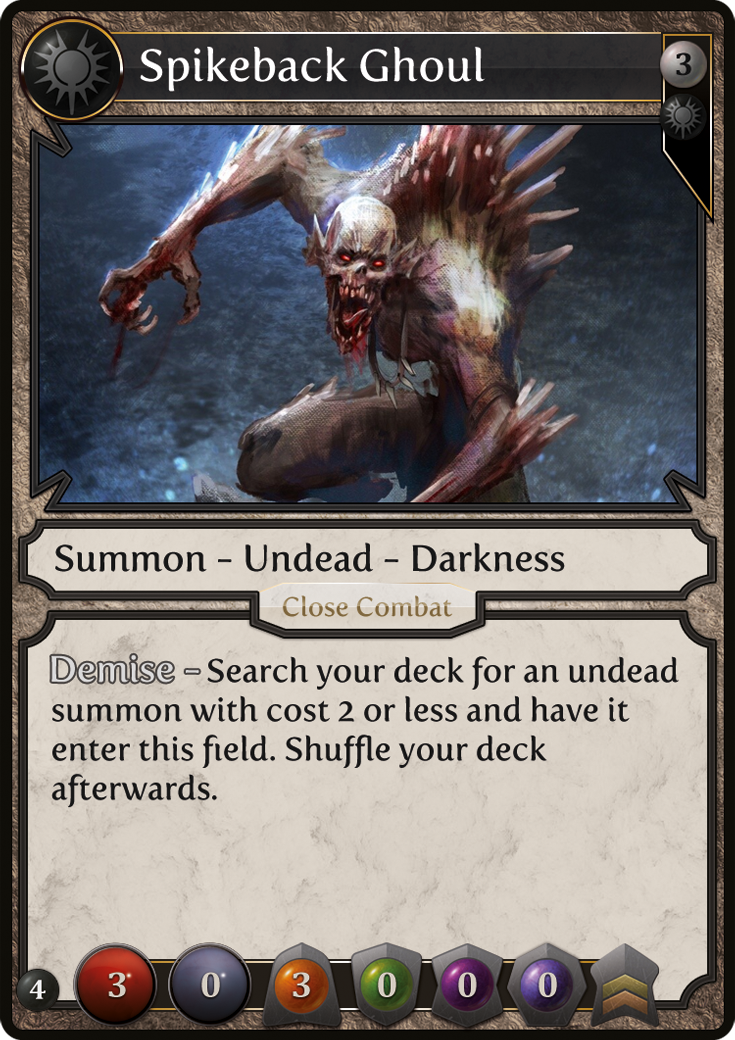 Spikeback Ghoul
3
Summon – Undead – Darkness
Close Combat
Demise – Search your deck for an undead
summon with cost 2 or less and have it
enter this field. Shuffle your deck
afterwards.
4 3 0 3 0 0 0